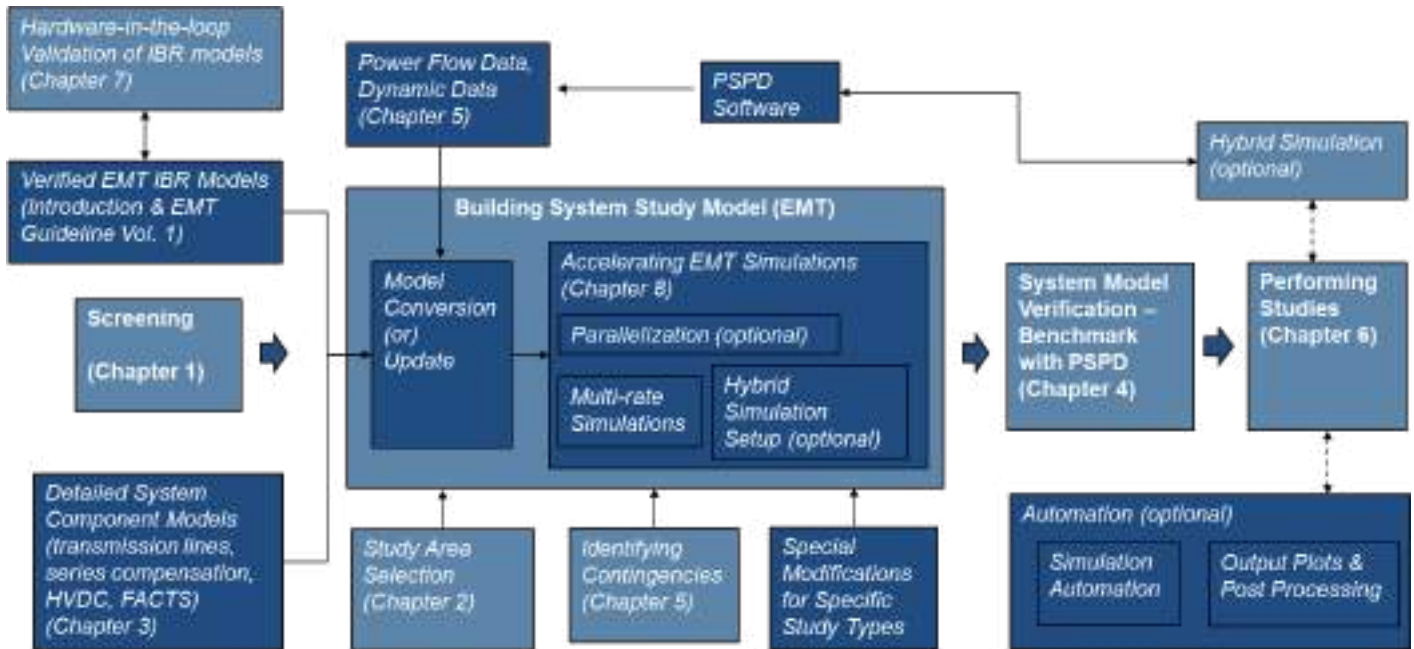 Hardware-in-the-loop
Validation of IBR models
(Chapter 7)
Power Flow Data,
Dynamic Data
(Chapter 5)
PSPD
Software
Hybrid Simulation
(optional)
Verified EMT IBR Models
(Introduction & EMT
Guideline Vol. 1)
Building System Study Model (EMT)
Screening
(Chapter 1)
Model
Conversion
(or)
Update
Accelerating EMT Simulations
(Chapter 8)
Parallelization (optional)
Multi-rate
Simulations
Hybrid
Simulation
Setup (optional)
System Model
Verification –
Benchmark
with PSPD
(Chapter 4)
Performing
Studies
(Chapter 6)
Detailed System
Component Models
(transmission lines,
series compensation,
HVDC, FACTS)
(Chapter 3)
Study Area
Selection
(Chapter 2)
Identifying
Contingencies
(Chapter 5)
Special
Modifications
for Specific
Study Types
Automation (optional)
Simulation
Automation
Output Plots &
Post Processing